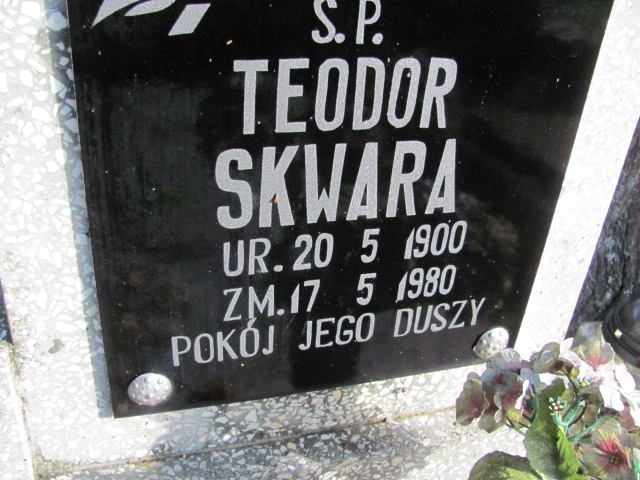 Ś.P.
TEODOR
SKWARA
UR. 20 5 1900
ZM. 17 5 1980
POKÓJ JEGO DUSZY